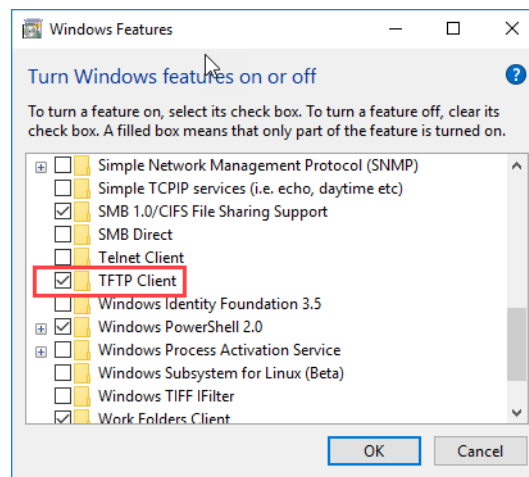 Windows Features
Turn Windows features on or off
To turn a feature on, select its check box. To turn a feature off, clear its
check box. A filled box means that only part of the feature is turned on.
Simple Network Management Protocol (SNMP)
Simple TCPIP services (i.e. echo, daytime etc)
SMB 1.0/CIFS File Sharing Support
SMB Direct
Telnet Client
TFTP Client
Windows Identity Foundation 3.5
Windows PowerShell 2.0
Windows Process Activation Service
Windows Subsystem for Linux (Beta)
Windows TIFF IFilter
Work Folders Client
OK Cancel